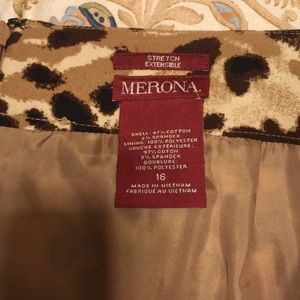 STRETCH
EXTENSIBLE
MERONA.
SHELL: 97% COTTON
3% SPANDEX
LINING: 100% POLYESTER
COUCHE EXTÉRIEURE:
97% COTON
3% SPANDEX
DOUBLURE:
100% POLYESTER
16
MADE IN VIETNAM
FABRIQUÉ AU VIETNAM